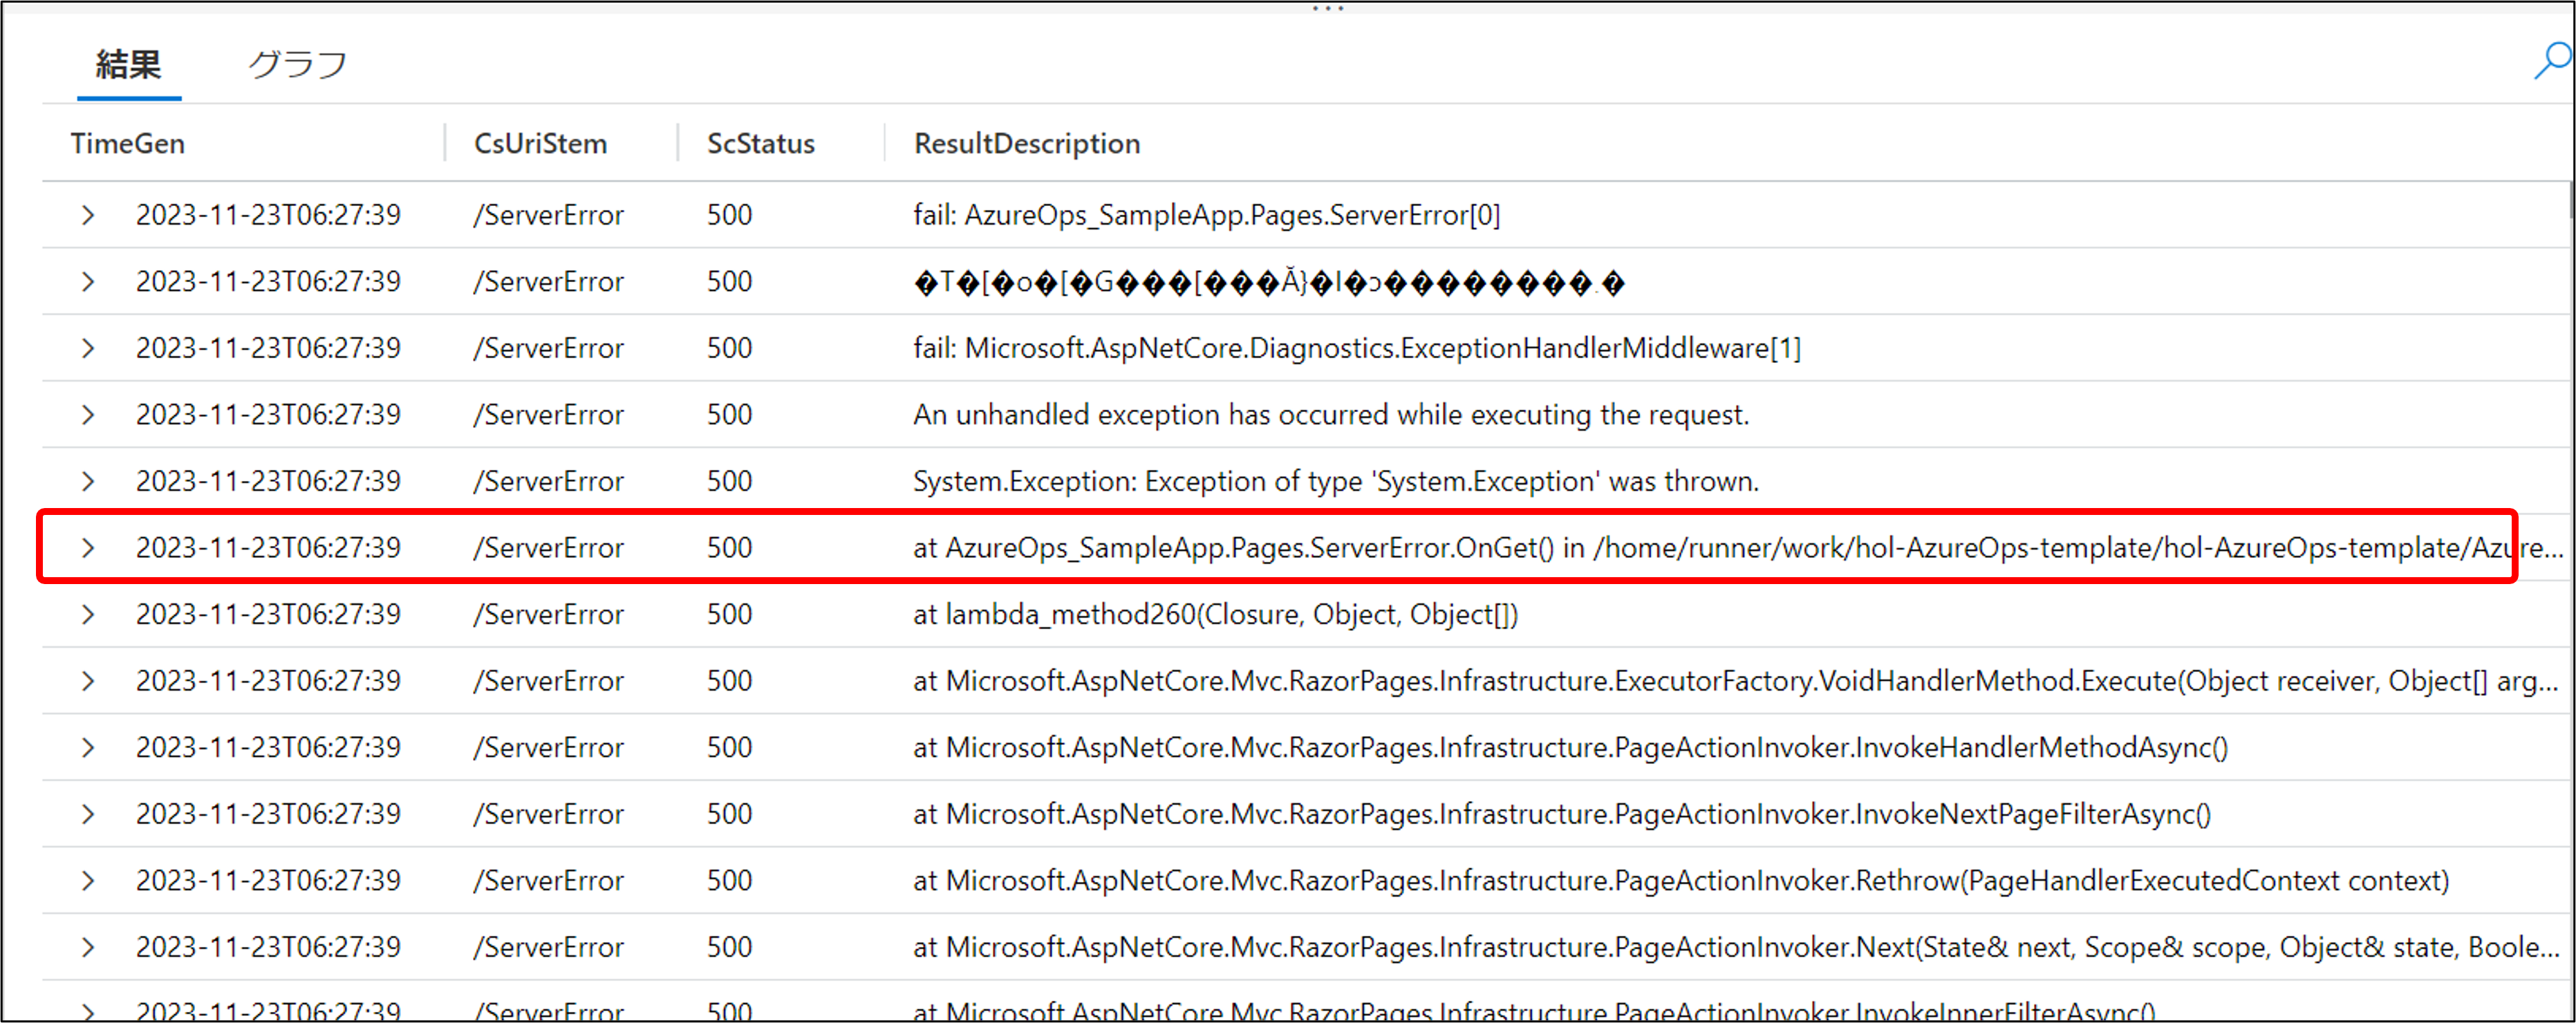 ...
結果 グラフ
TimeGen CsUriStem ScStatus ResultDescription
2023-11-23T06:27:39 /ServerError 500 fail: AzureOps_SampleApp.Pages.ServerError[0]
2023-11-23T06:27:39 /ServerError 500 �T�[�o�[�G���[���Ă}�I�ɔ��������܂�
2023-11-23T06:27:39 /ServerError 500 fail: Microsoft.AspNetCore.Diagnostics.ExceptionHandlerMiddleware[1]
2023-11-23T06:27:39 /ServerError 500 An unhandled exception has occurred while executing the request.
2023-11-23T06:27:39 /ServerError 500 System.Exception: Exception of type 'System.Exception' was thrown.
2023-11-23T06:27:39 /ServerError 500 at AzureOps_SampleApp.Pages.ServerError.OnGet() in /home/runner/work/hol-AzureOps-template/hol-AzureOps-template/Azure...
2023-11-23T06:27:39 /ServerError 500 at lambda_method260(Closure, Object, Object[])
2023-11-23T06:27:39 /ServerError 500 at Microsoft.AspNetCore.Mvc.RazorPages.Infrastructure.ExecutorFactory.VoidHandlerMethod.Execute(Object receiver, Object[] arg...
2023-11-23T06:27:39 /ServerError 500 at Microsoft.AspNetCore.Mvc.RazorPages.Infrastructure.PageActionInvoker.InvokeHandlerMethodAsync()
2023-11-23T06:27:39 /ServerError 500 at Microsoft.AspNetCore.Mvc.RazorPages.Infrastructure.PageActionInvoker.InvokeNextPageFilterAsync()
2023-11-23T06:27:39 /ServerError 500 at Microsoft.AspNetCore.Mvc.RazorPages.Infrastructure.PageActionInvoker.Rethrow(PageHandlerExecutedContext context)
2023-11-23T06:27:39 /ServerError 500 at Microsoft.AspNetCore.Mvc.RazorPages.Infrastructure.PageActionInvoker.Next(State& next, Scope& scope, Object& state, Boole...
2023-11-23T06:27:39 /ServerError 500 at Microsoft.AspNetCore.Mvc.RazorPages.Infrastructure.PageActionInvoker.InvokeInnerFilterAsync()